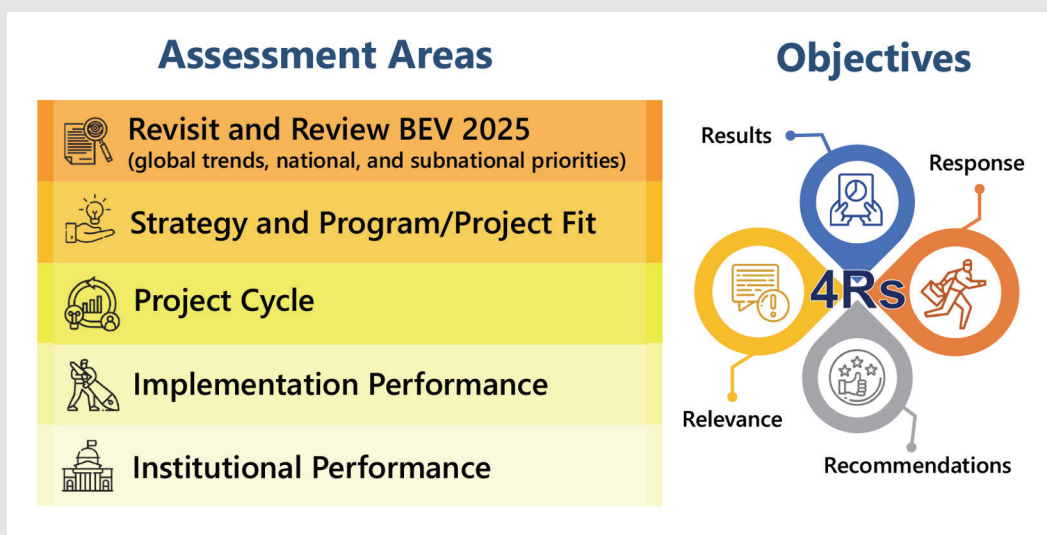 Assessment Areas
Revisit and Review BEV 2025
(global trends, national, and subnational priorities)
Strategy and Program/Project Fit
Project Cycle
Implementation Performance
Institutional Performance
Objectives
Results
Response
4Rs
Relevance
Recommendations